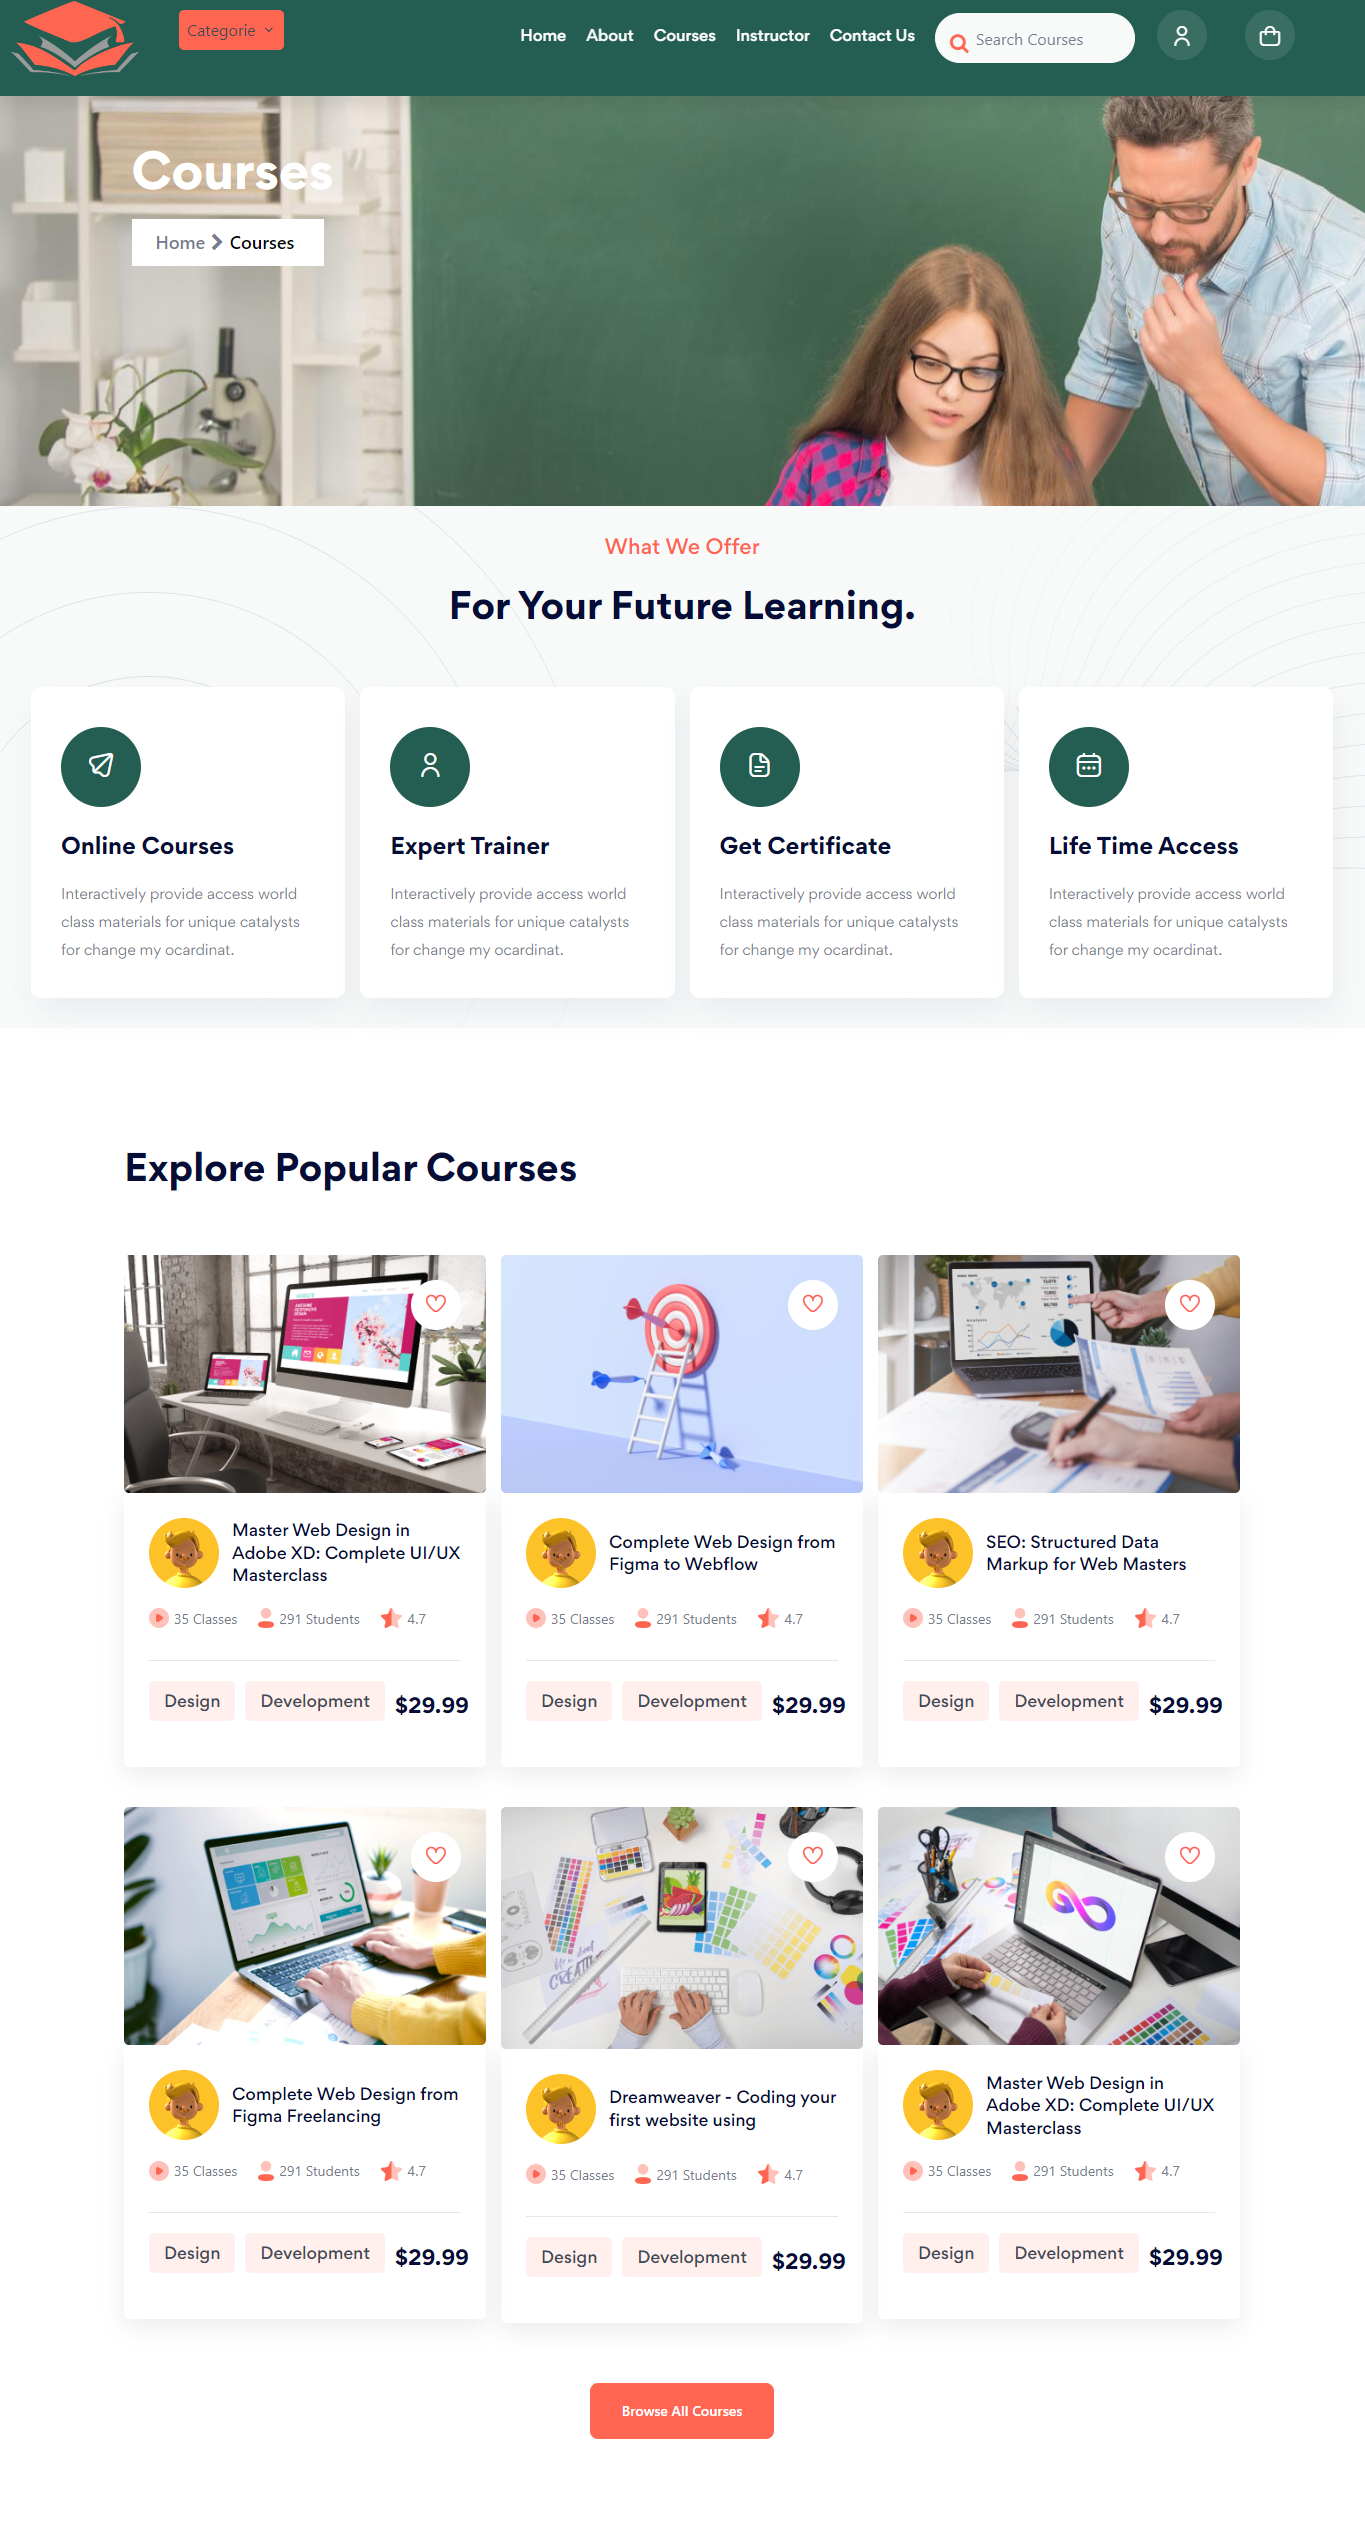 Categorie
Home About Courses Instructor Contact Us
Search Courses
Courses
Home Courses
What We Offer
For Your Future Learning.
Online Courses
Interactively provide access world
class materials for unique catalysts
for change my ocardinat.
Expert Trainer
Interactively provide access world
class materials for unique catalysts
for change my ocardinat.
Get Certificate
Interactively provide access world
class materials for unique catalysts
for change my ocardinat.
Life Time Access
Interactively provide access world
class materials for unique catalysts
for change my ocardinat.
Explore Popular Courses
Master Web Design in
Adobe XD: Complete UI/UX
Masterclass
35 Classes 291 Students 4.7
Design Development $29.99
Complete Web Design from
Figma to Webflow
35 Classes 291 Students 4.7
Design Development $29.99
SEO: Structured Data
Markup for Web Masters
35 Classes 291 Students 4.7
Design Development $29.99
Complete Web Design from
Figma Freelancing
35 Classes 291 Students 4.7
Design Development $29.99
Dreamweaver - Coding your
first website using
35 Classes 291 Students 4.7
Design Development $29.99
Master Web Design in
Adobe XD: Complete UI/UX
Masterclass
35 Classes 291 Students 4.7
Design Development $29.99
Browse All Courses